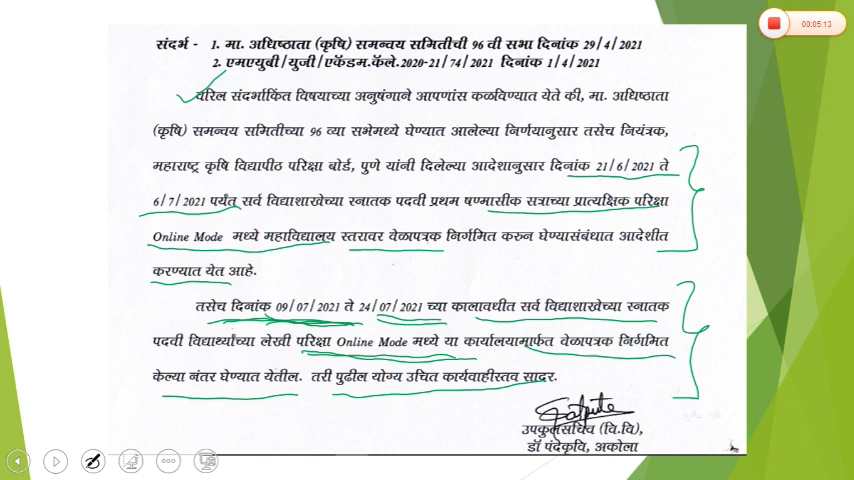 00:05:13
संदर्भ - 1. मा. अधिष्ठाता (कृषि) समन्वय समितीची 96 वी सभा दिनांक 29/4/2021
2. एमएयुबी/युजी/एकॅडम.कॅले.2020-21/74/2021 दिनांक 1/4/2021
वरिल संदर्भाकिंत विषयाच्या अनुषंगाने आपणांस कळविण्यात येते की, मा. अधिष्ठाता
(कृषि) समन्वय समितीच्या 96 व्या सभेमध्ये घेण्यात आलेल्या निर्णयानुसार तसेच नियंत्रक,
महाराष्ट्र कृषि विद्यापीठ परिक्षा बोर्ड, पुणे यांनी दिलेल्या आदेशानुसार दिनांक 21/6/2021 ते
6/7/2021 पर्यंत सर्व विद्याशाखेच्या स्नातक पदवी प्रथम षण्मासीक सत्राच्या प्रात्यक्षिक परिक्षा
Online Mode मध्ये महाविद्यालय स्तरावर वेळापत्रक निर्गमित करुन घेण्यासंबंधात आदेशीत
करण्यात येत आहे.
तसेच दिनांक 09/07/2021 ते 24/07/2021 च्या कालावधीत सर्व विद्याशाखेच्या स्नातक
पदवी विद्यार्थ्यांच्या लेखी परिक्षा Online Mode मध्ये या कार्यालयामार्फत वेळापत्रक निर्गमित
केल्या नंतर घेण्यात येतील. तरी पुढील योग्य उचित कार्यवाहीस्तव सादर.
उपकुलसचिव (वि.वि),
डॉ पंदेकृवि, अकोला